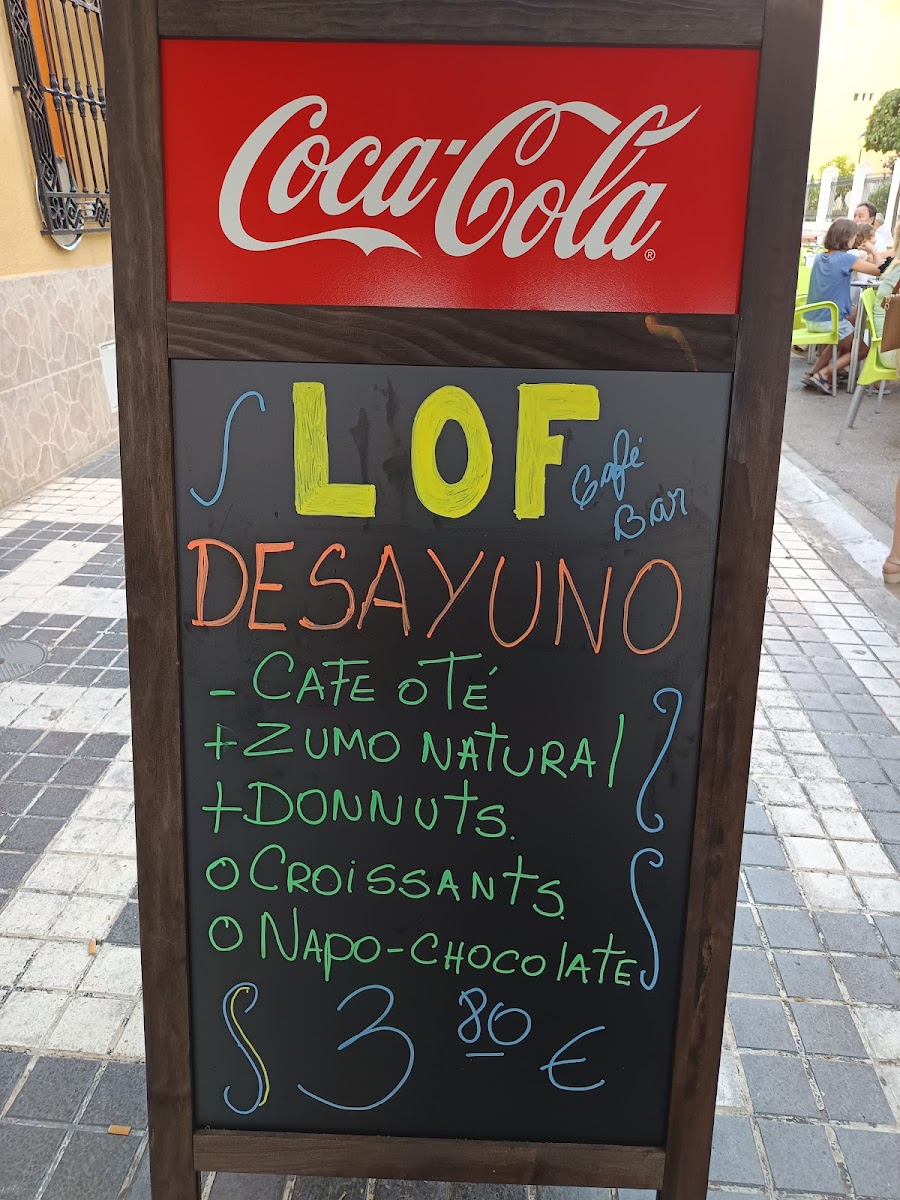 Coca-Cola®
LOF
Café
Bar
DESAYUNO
- CAFE O TÉ
+ ZUMO NATURAl
+ DONNUTS.
O CROISSANTS.
O NAPO-CHOCOLATE
3 80 €